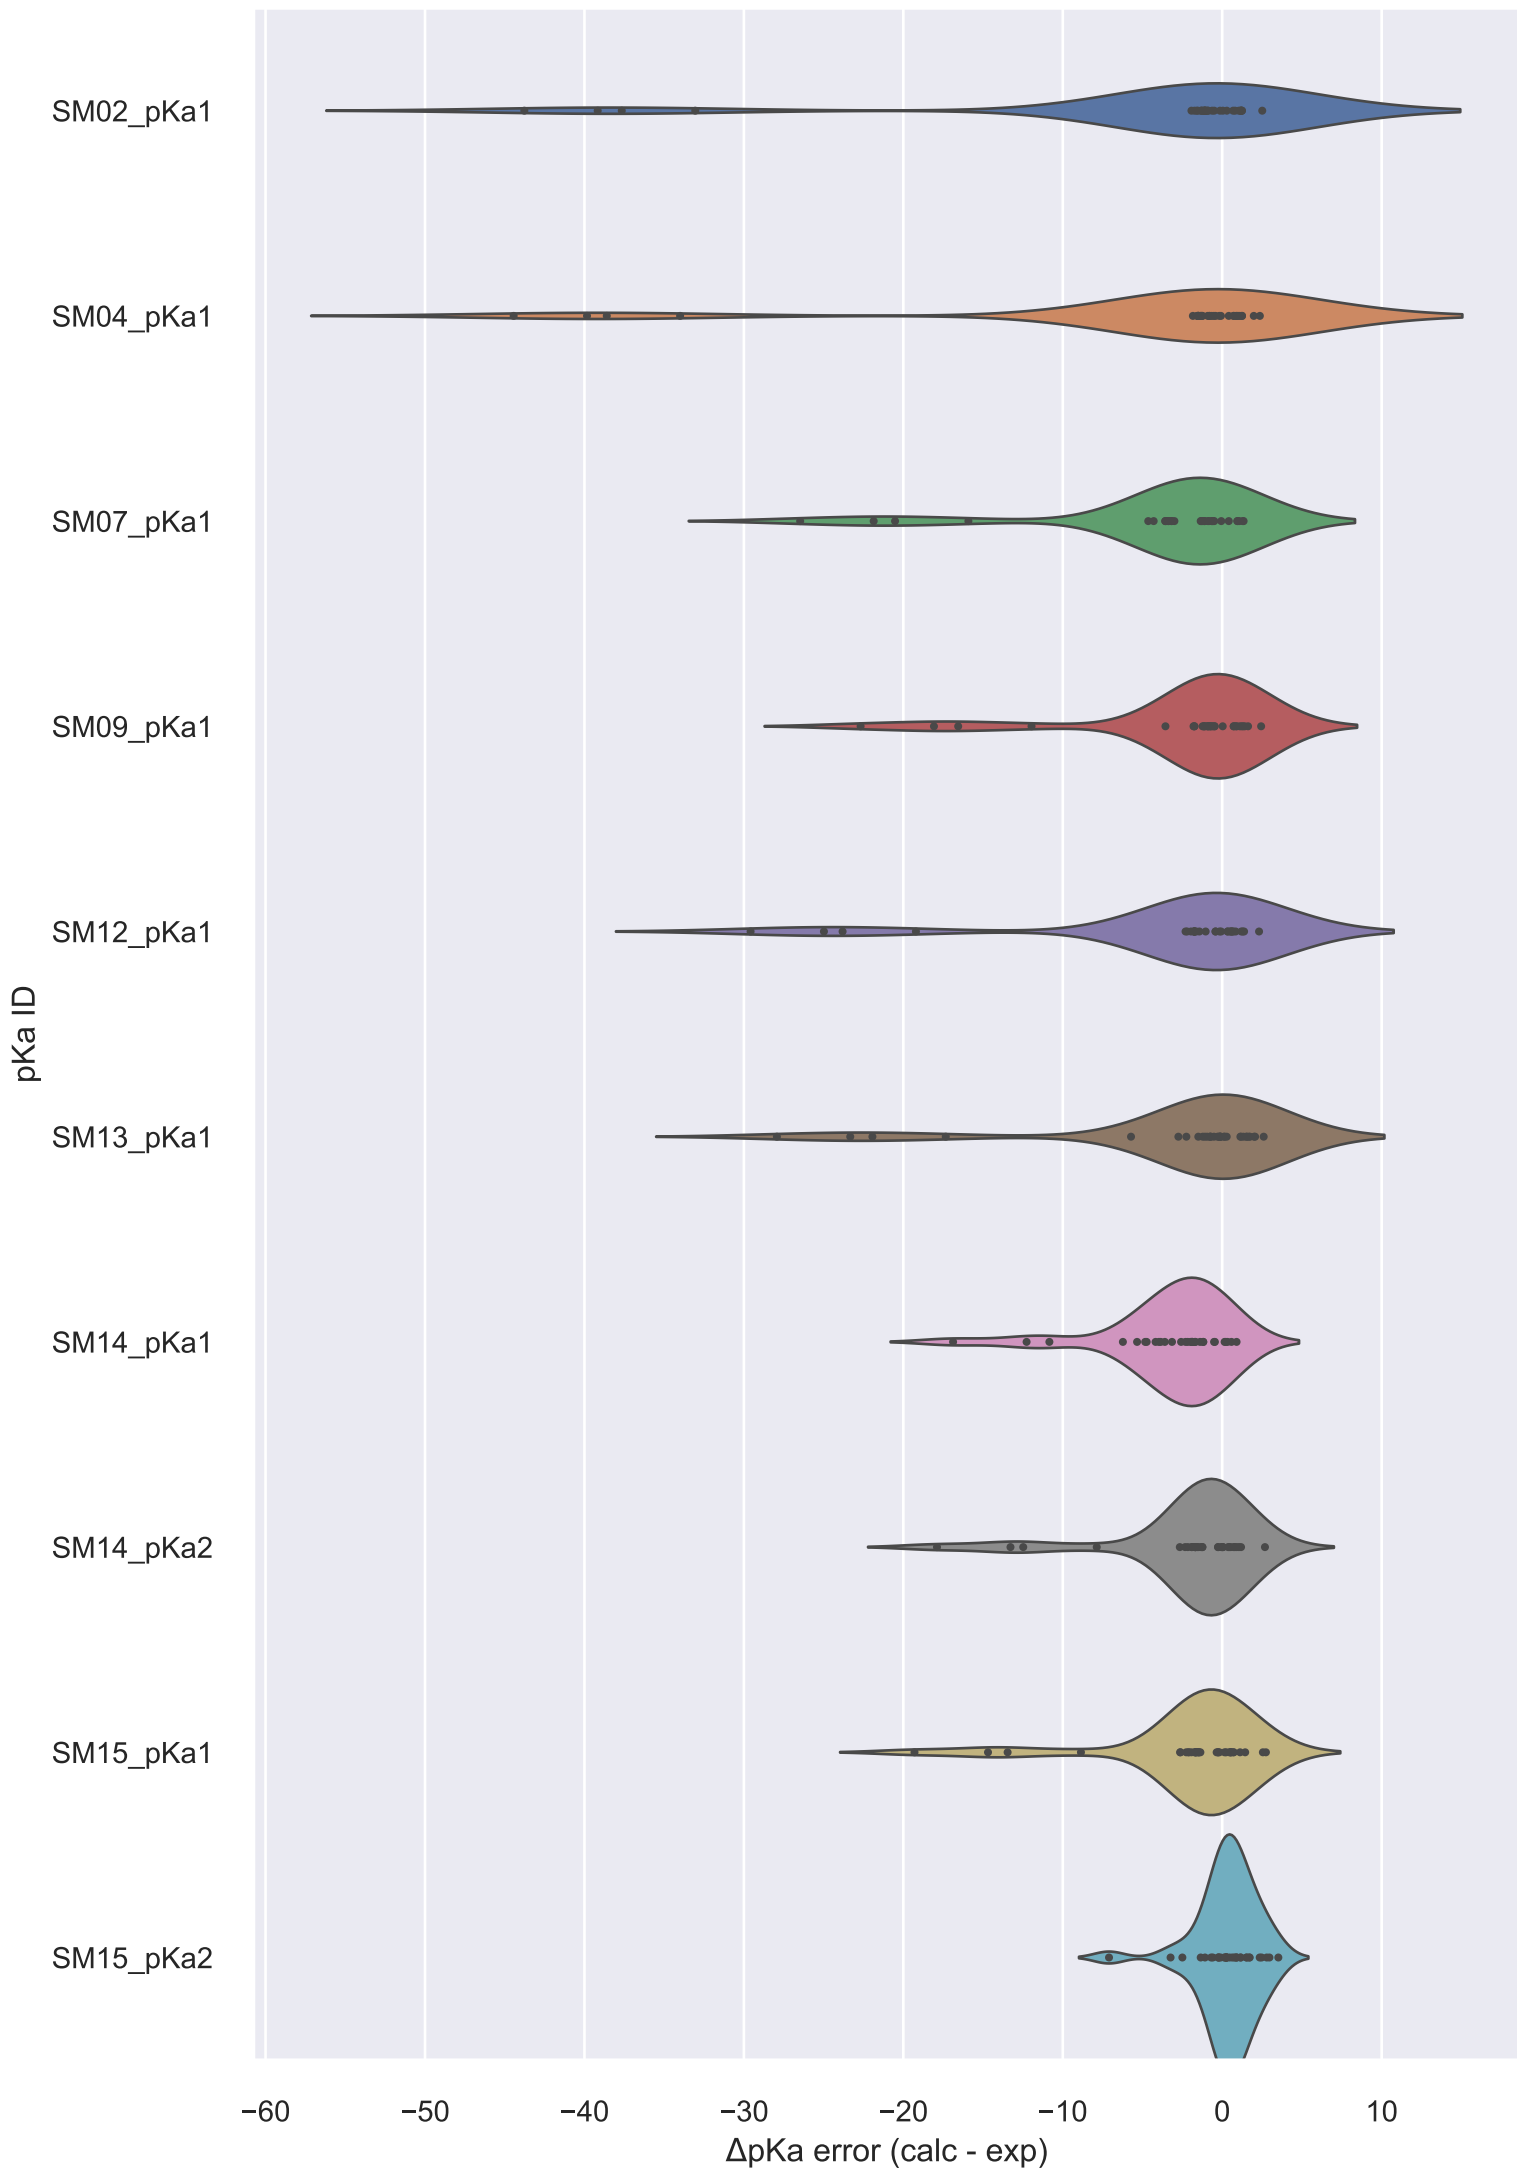 SM02_pKa1
SM04_pKa1
SM07_pKa1
SM09_pKa1
SM12_pKa1
pKa ID
SM13_pKa1
SM14_pKa1
SM14_pKa2
SM15_pKa1
SM15_pKa2
−60 −50 −40 −30 −20 −10 0 10
ΔpKa error (calc - exp)